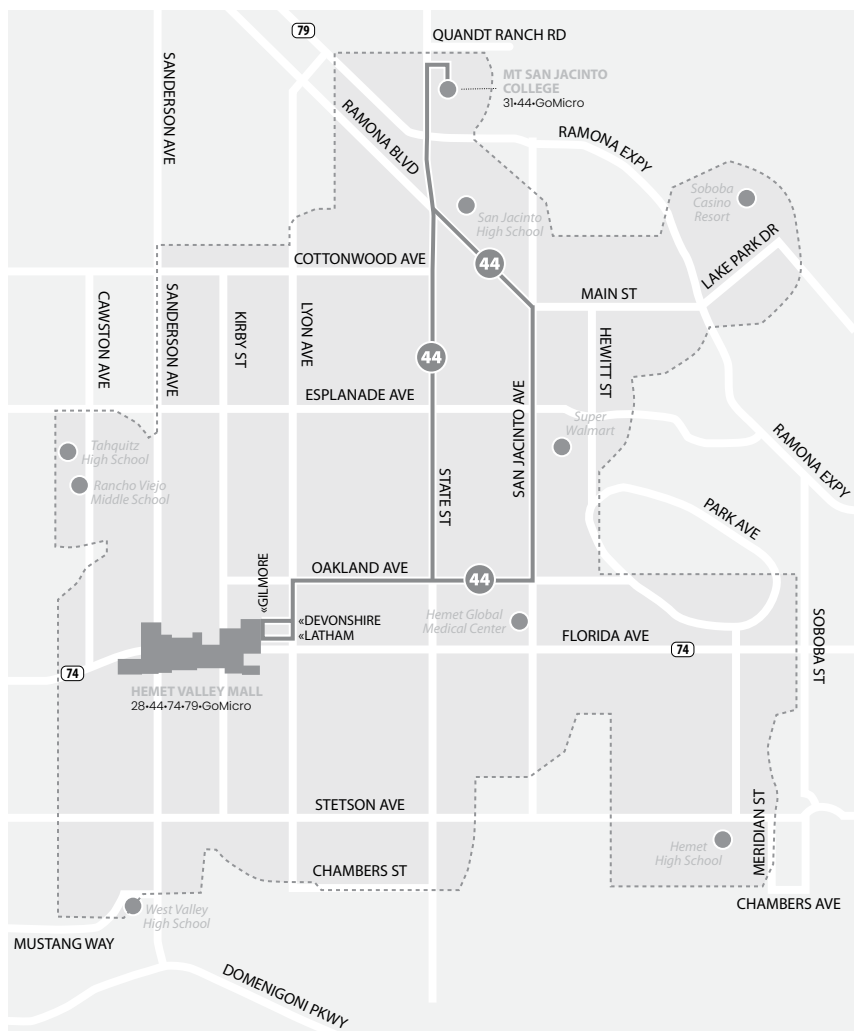 79
QUANDT RANCH RD
SANDERSON AVE
MT SAN JACINTO
COLLEGE
31•44•GoMicro
RAMONA BLVD
RAMONA EXPY
Soboba
Casino
Resort
San Jacinto
High School
LAKE PARK DR
COTTONWOOD AVE
44
MAIN ST
CAWSTON AVE
SANDERSON AVE
KIRBY ST
LYON AVE
HEWITT ST
44
ESPLANADE AVE
SAN JACINTO AVE
Super
Walmart
Tahquitz
High School
Rancho Viejo
Middle School
STATE ST
RAMONA EXPY
PARK AVE
OAKLAND AVE
44
«GILMORE
«DEVONSHIRE
«LATHAM
Hemet Global
Medical Center
FLORIDA AVE
74
SOBOBA ST
74
HEMET VALLEY MALL
28•44•74•79•GoMicro
STETSON AVE
MERIDIAN ST
Hemet
High School
CHAMBERS ST
CHAMBERS AVE
West Valley
High School
MUSTANG WAY
DOMENIGONI PKWY